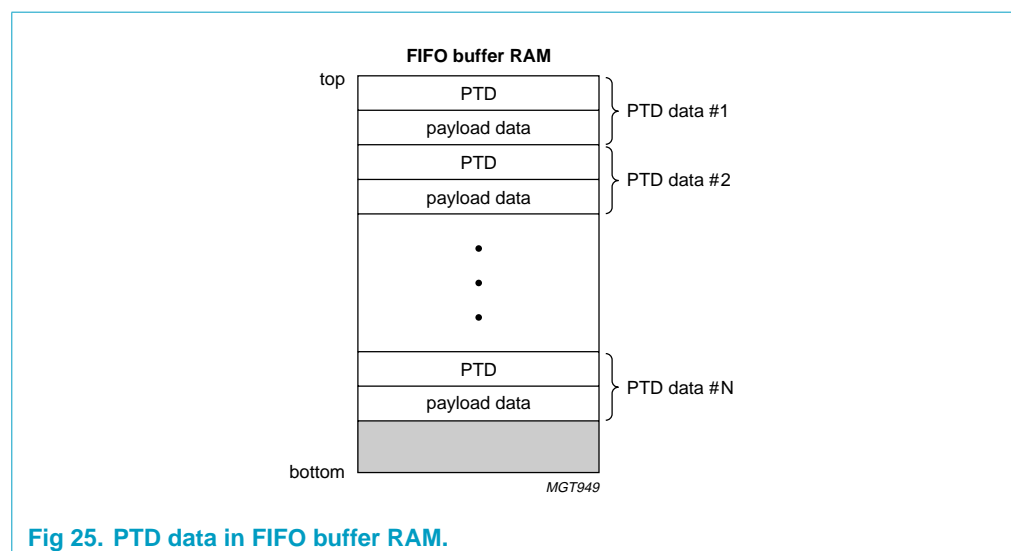 FIFO buffer RAM
top
PTD
payload data
PTD data #1
PTD
payload data
PTD data #2
PTD
payload data
PTD data #N
bottom
MGT949
Fig 25. PTD data in FIFO buffer RAM.